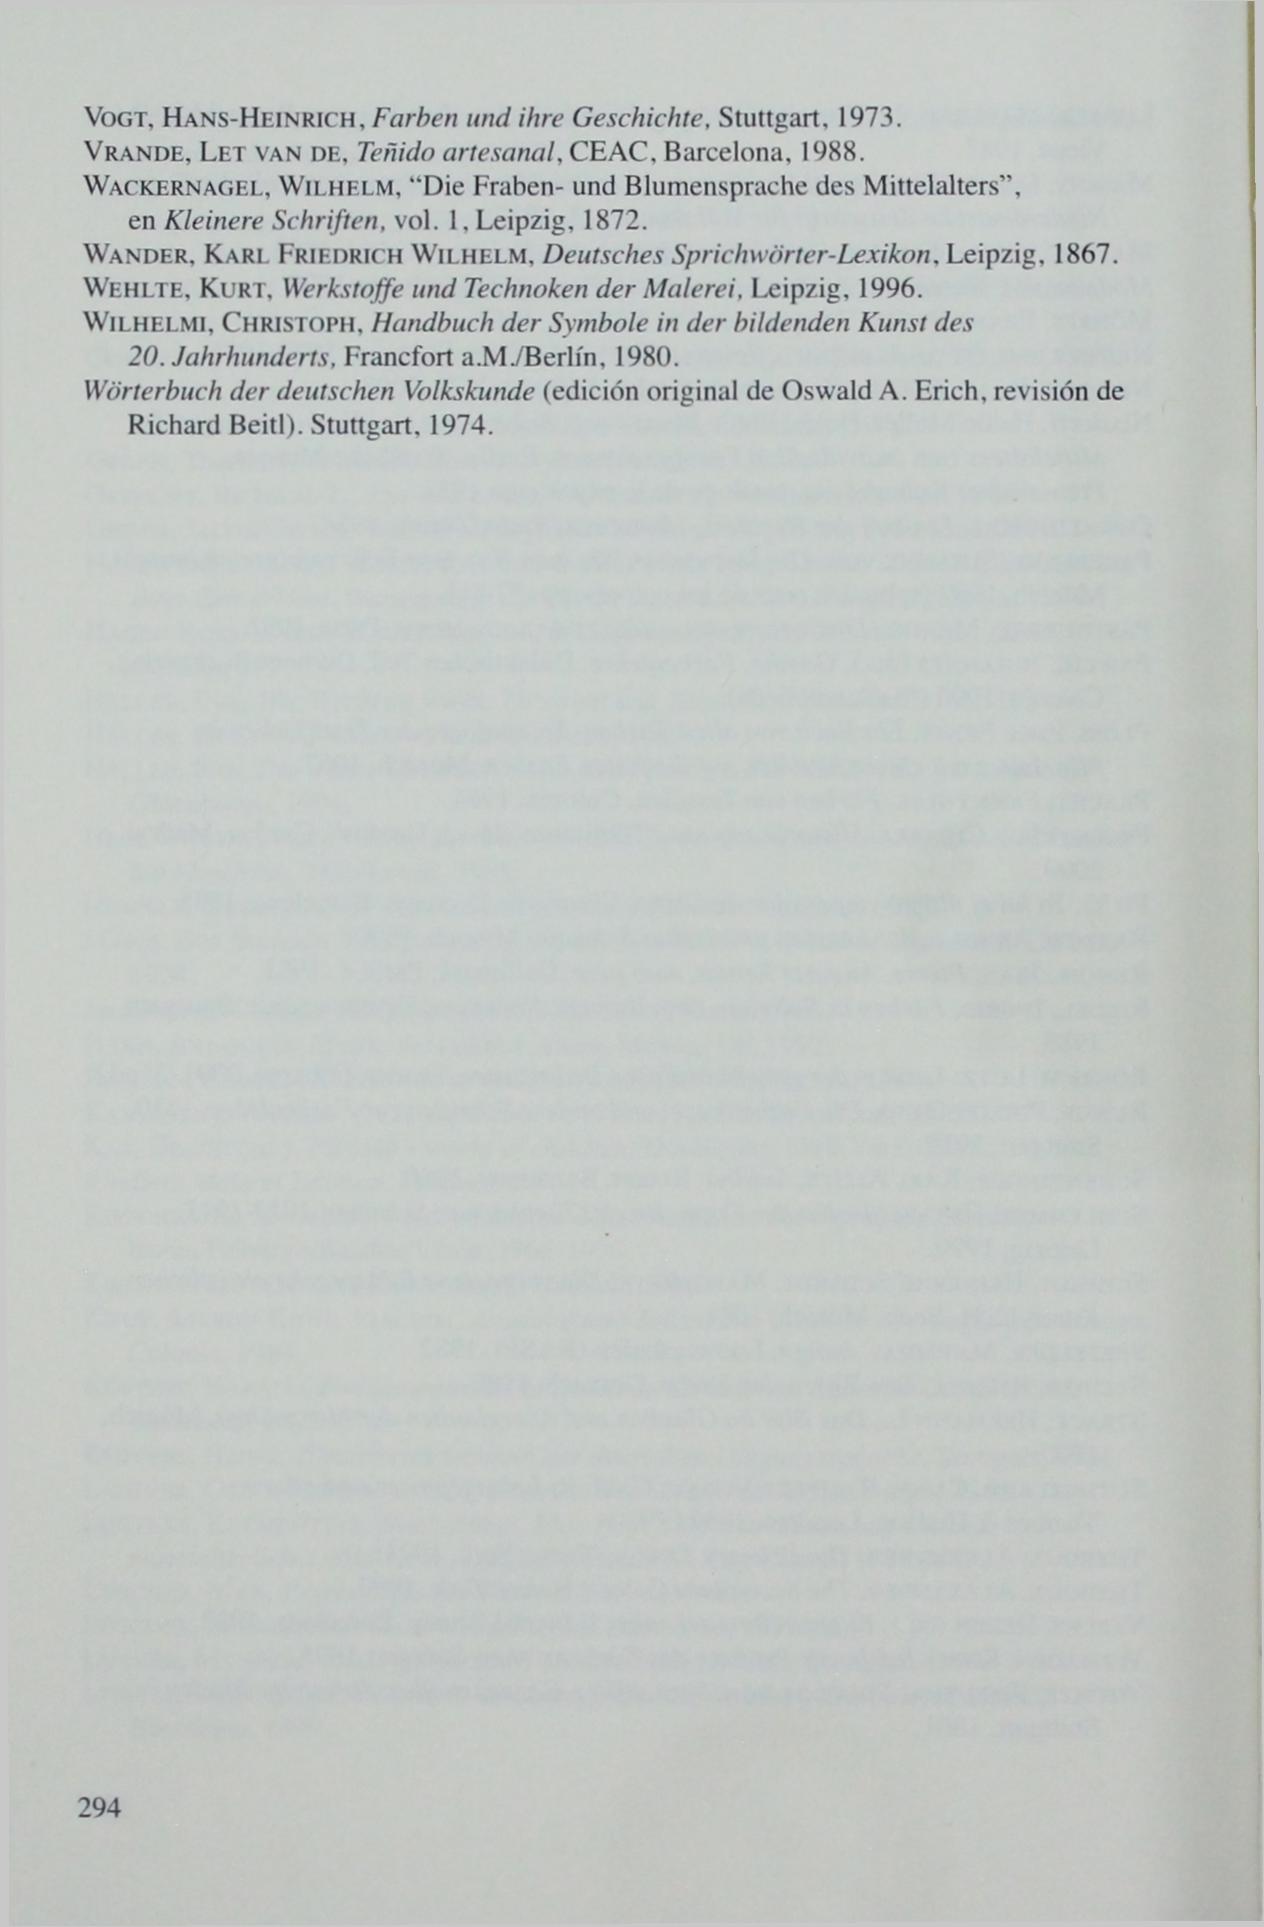 VOGT, HANS-HEINRICH, Farben und ihre Geschichte, Stuttgart, 1973.
VRANDE, LET VAN DE, Teñido artesanal, CEAC, Barcelona, 1988.
WACKERNAGEL, WILHELM, “Die Fraben- und Blumensprache des Mittelalters”,
en Kleinere Schriften, vol. 1, Leipzig, 1872.
WANDER, KARL FRIEDRICH WILHELM, Deutsches Sprichwörter-Lexikon, Leipzig, 1867.
WEHLTE, KURT, Werkstoffe und Technoken der Malerei, Leipzig, 1996.
WILHELMI, CHRISTOPH, Handbuch der Symbole in der bildenden Kunst des
20. Jahrhunderts, Francfort a.M./Berlín, 1980.
Wörterbuch der deutschen Volkskunde (edición original de Oswald A. Erich, revisión de
Richard Beitl). Stuttgart, 1974.
294